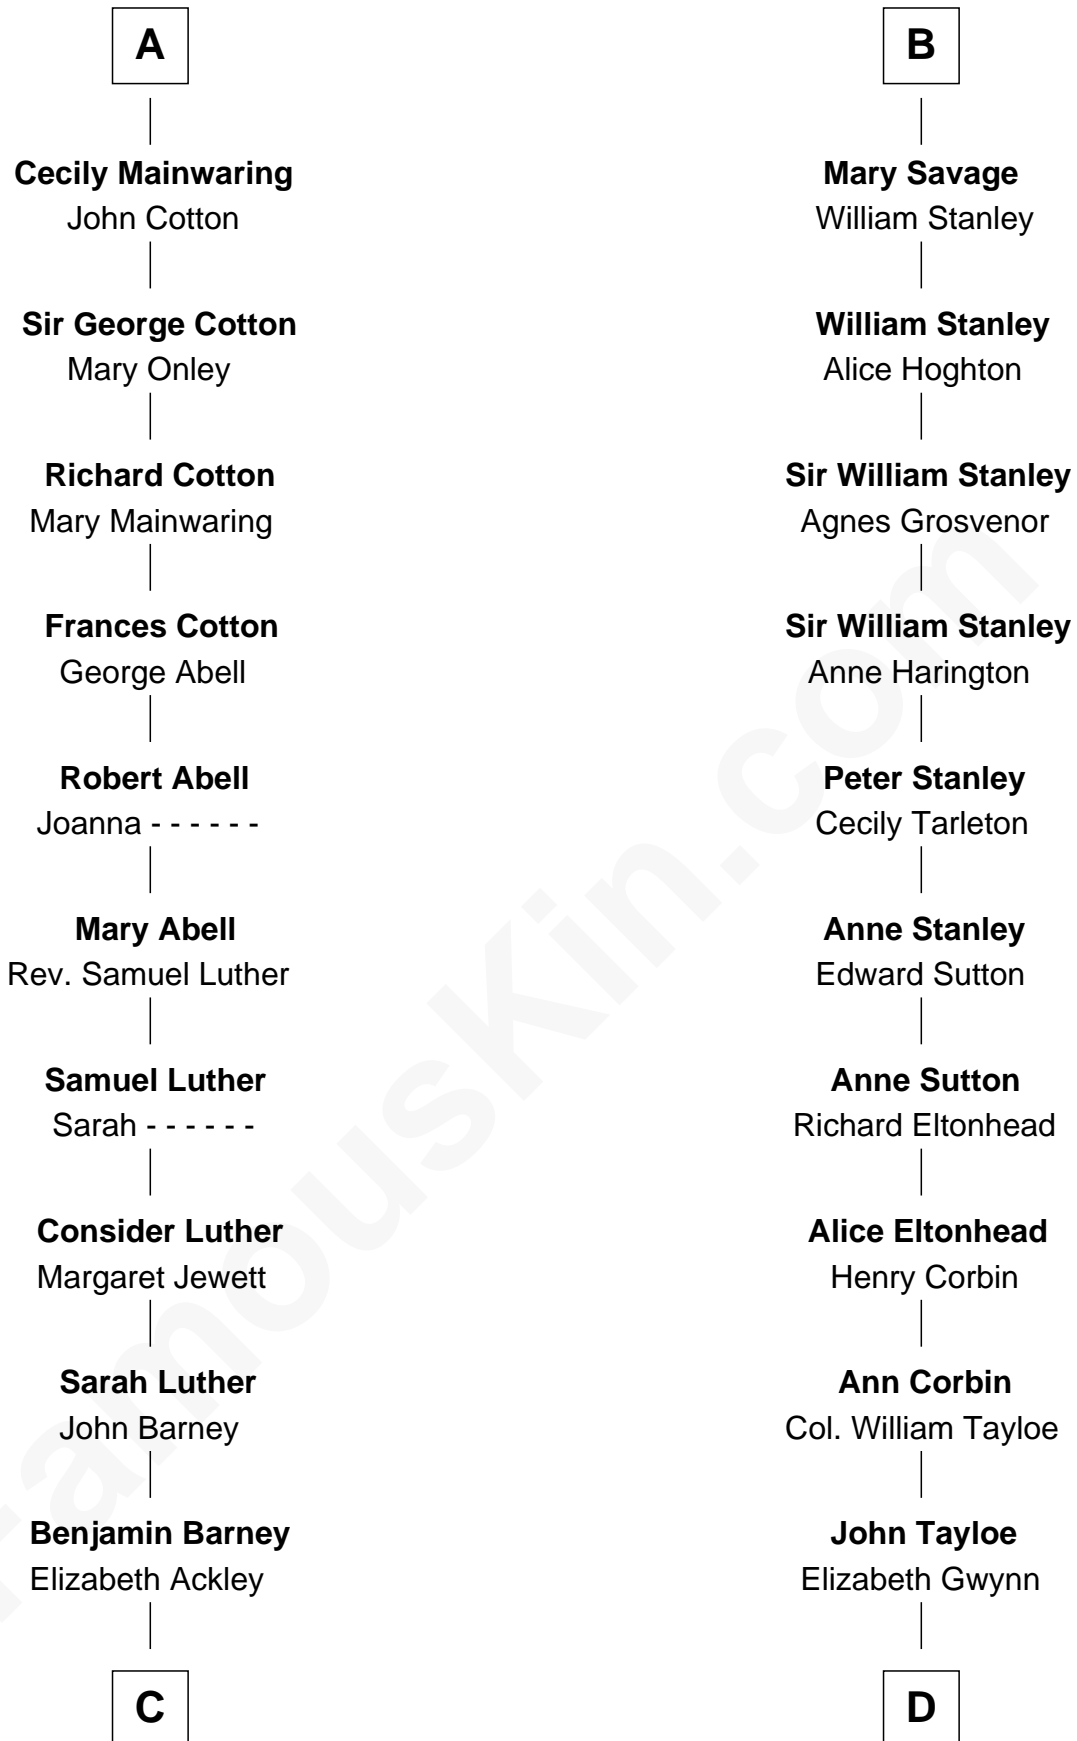 A
Cecily Mainwaring
John Cotton
Sir George Cotton
Mary Onley
Richard Cotton
Mary Mainwaring
Frances Cotton
George Abell
Robert Abell
Joanna - - - - - -
Mary Abell
Rev. Samuel Luther
Samuel Luther
Sarah - - - - - -
Consider Luther
Margaret Jewett
Sarah Luther
John Barney
Benjamin Barney
Elizabeth Ackley
C
B
Mary Savage
William Stanley
William Stanley
Alice Hoghton
Sir William Stanley
Agnes Grosvenor
Sir William Stanley
Anne Harington
Peter Stanley
Cecily Tarleton
Anne Stanley
Edward Sutton
Anne Sutton
Richard Eltonhead
Alice Eltonhead
Henry Corbin
Ann Corbin
Col. William Tayloe
John Tayloe
Elizabeth Gwynn
D
FamousKin.com